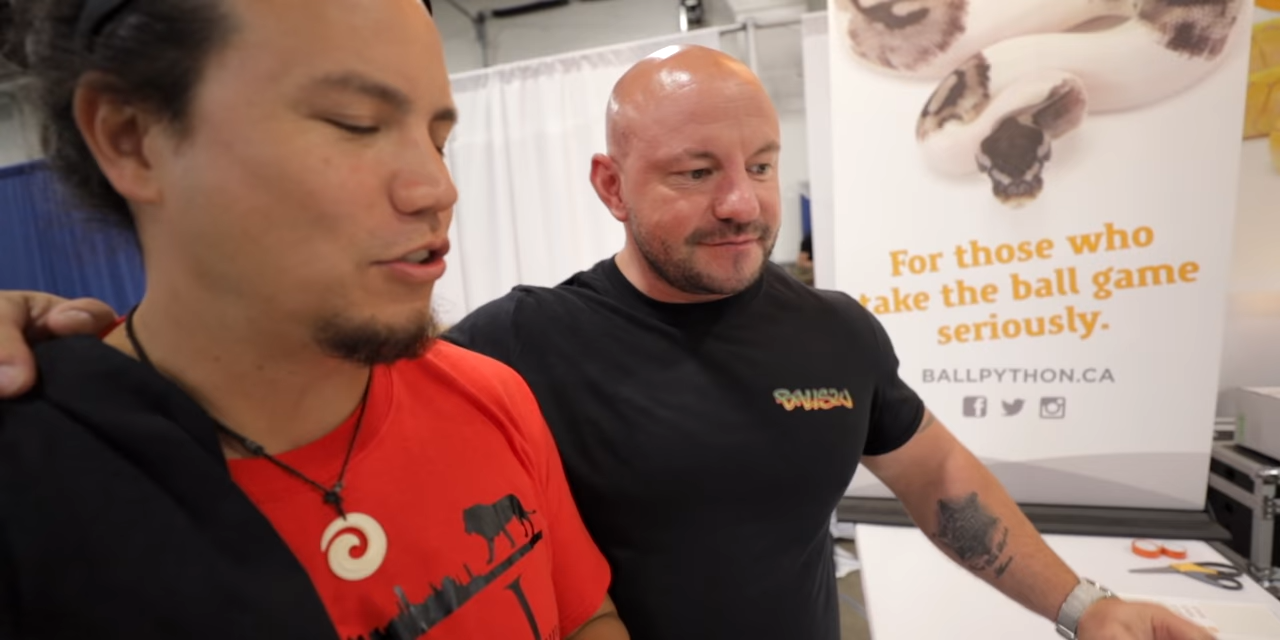 For those who
take the ball game
seriously.
BALLPYTHON.CA